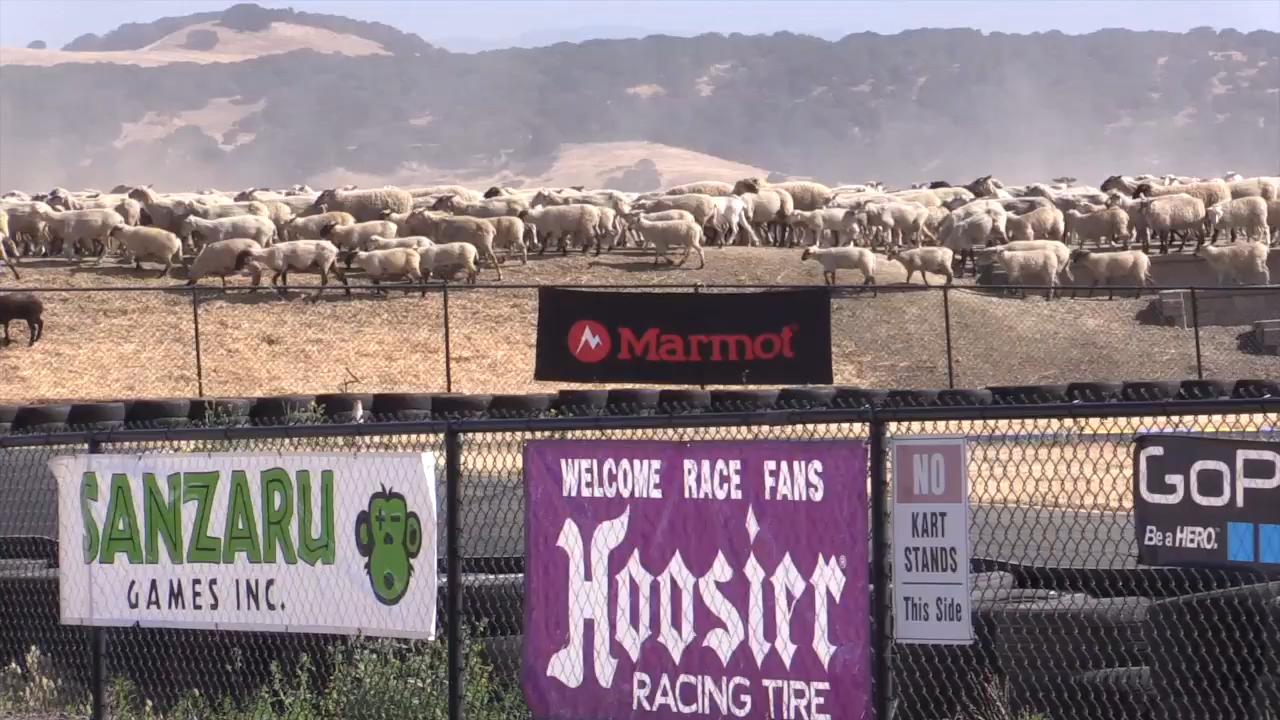 Marmot
SANZARU
GAMES INC.
WELCOME RACE FANS
Hoosier®
RACING TIRE
NO
KART
STANDS
This Side
GoP
Be a HERO.